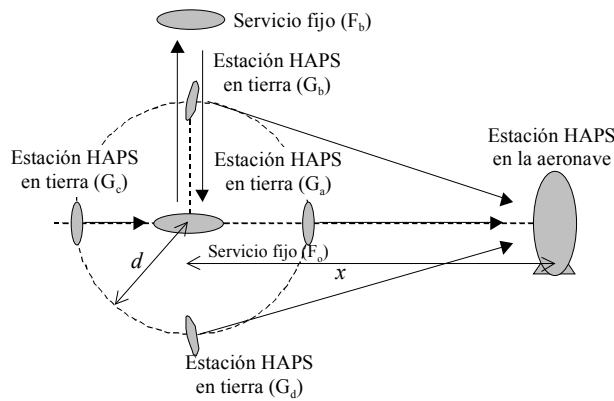 Servicio fijo (F_b)
Estación HAPS
en tierra (G_b)
Estación HAPS
en tierra (G_c)
Estación HAPS
en tierra (G_a)
Estación HAPS
en la aeronave
d
Servicio fijo (F_o)
x
Estación HAPS
en tierra (G_d)